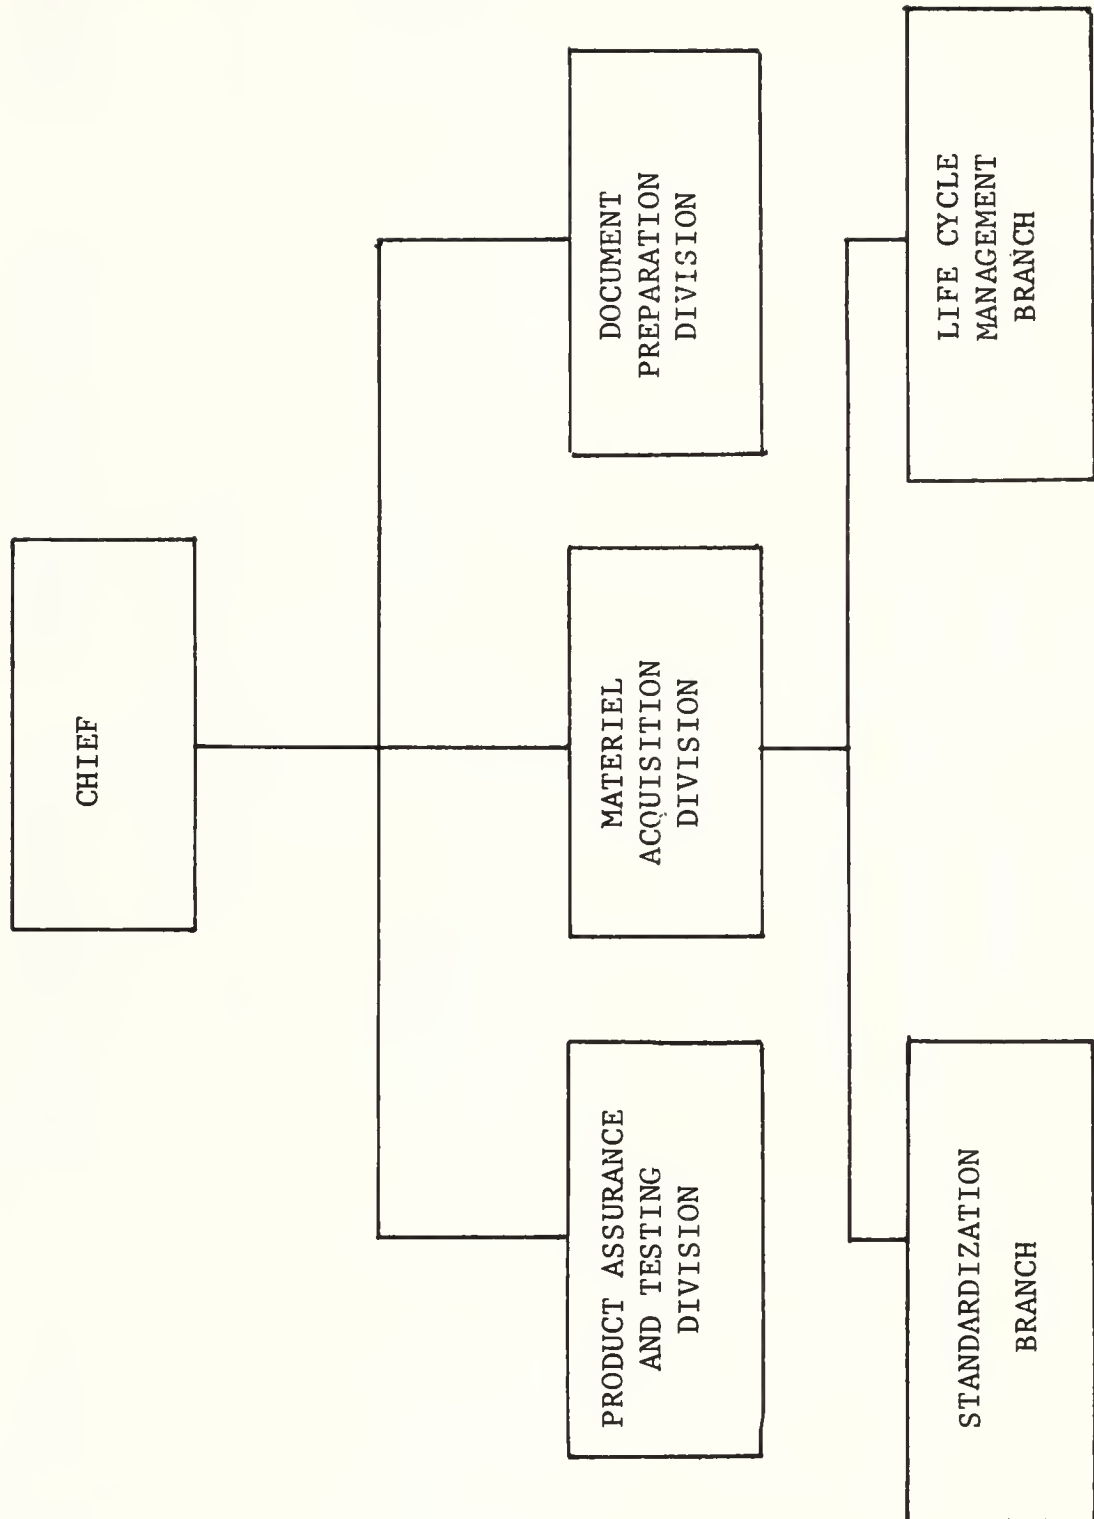 CHIEF
PRODUCT ASSURANCE
AND TESTING
DIVISION
MATERIEL
ACQUISITION
DIVISION
DOCUMENT
PREPARATION
DIVISION
STANDARDIZATION
BRANCH
LIFE CYCLE
MANAGEMENT
BRANCH